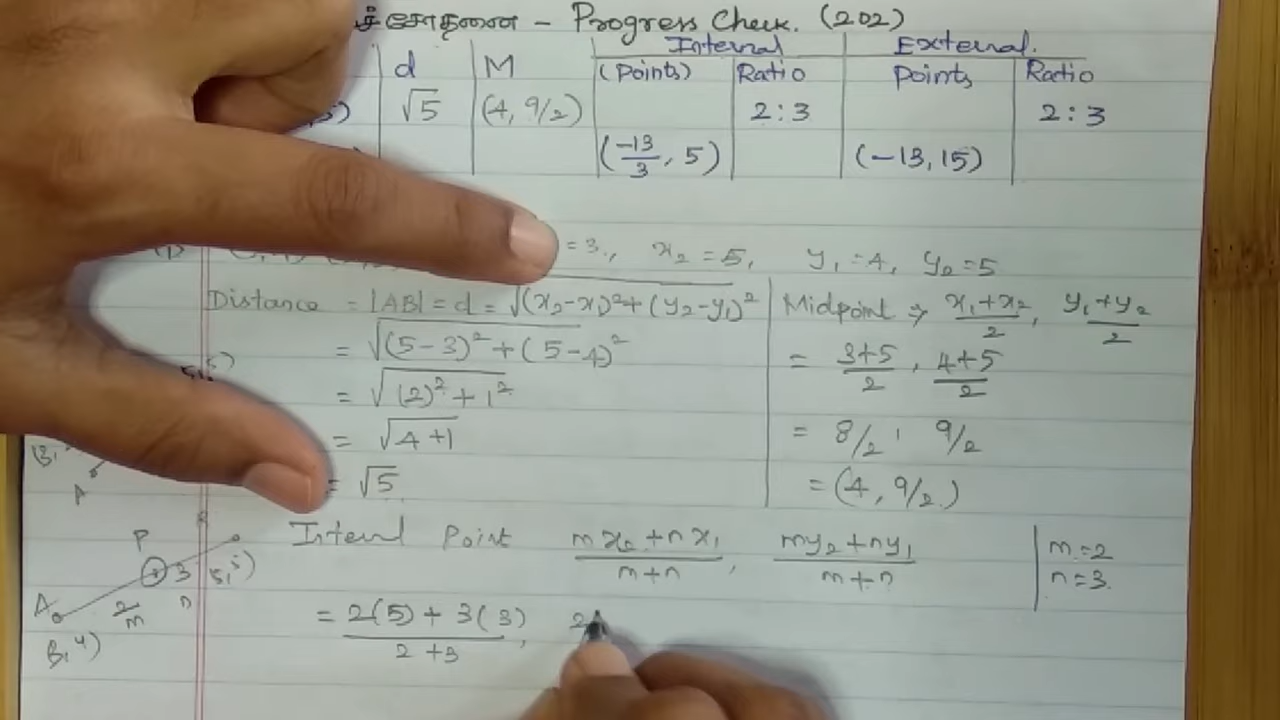 ச்சோதனை – Progress Check. (202)
Internal External.
d M (Points) Ratio Points Ratio
√5 (4, 9/2) 2:3 2:3
(-13/3, 5) (-13, 15)
=3, x₂=5, y₁=4, y₂=5
Distance = |AB| = d = √(x₂-x₁)²+(y₂-y₁)²
= √(5-3)²+(5-4)²
= √(2)²+1²
= √4+1
= √5
Midpoint ⇒ x₁+x₂/2, y₁+y₂/2
= 3+5/2, 4+5/2
= 8/2, 9/2
= (4, 9/2)
A
P
3 5,5)
A 2/m n
(3,4)
Internal Point mx₂+nx₁/m+n, my₂+ny₁/m+n
m=2
n=3
= 2(5)+3(3)/2+3, 2